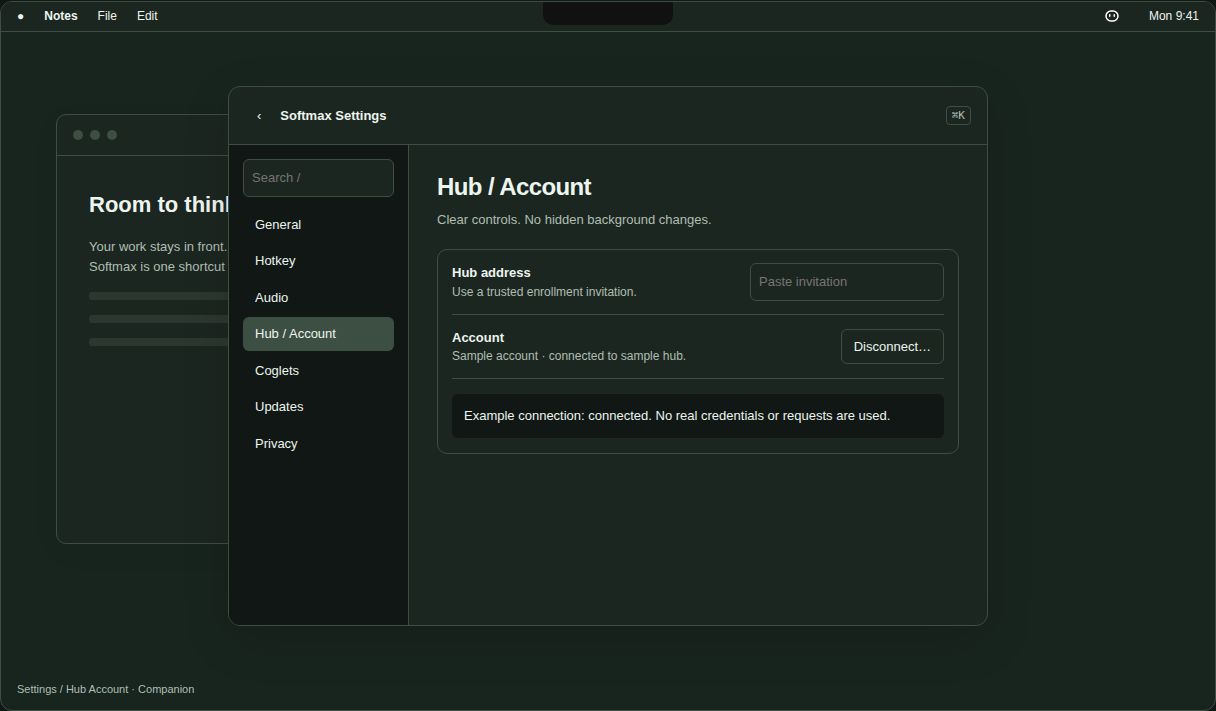 ● Notes File Edit Mon 9:41
‹ Softmax Settings ⌘K
Room to think
Your work stays in front.
Softmax is one shortcut
Search /
General
Hotkey
Audio
Hub / Account
Coglets
Updates
Privacy
Hub / Account
Clear controls. No hidden background changes.
Hub address
Use a trusted enrollment invitation.
Paste invitation
Account
Sample account · connected to sample hub.
Disconnect…
Example connection: connected. No real credentials or requests are used.
Settings / Hub Account · Companion